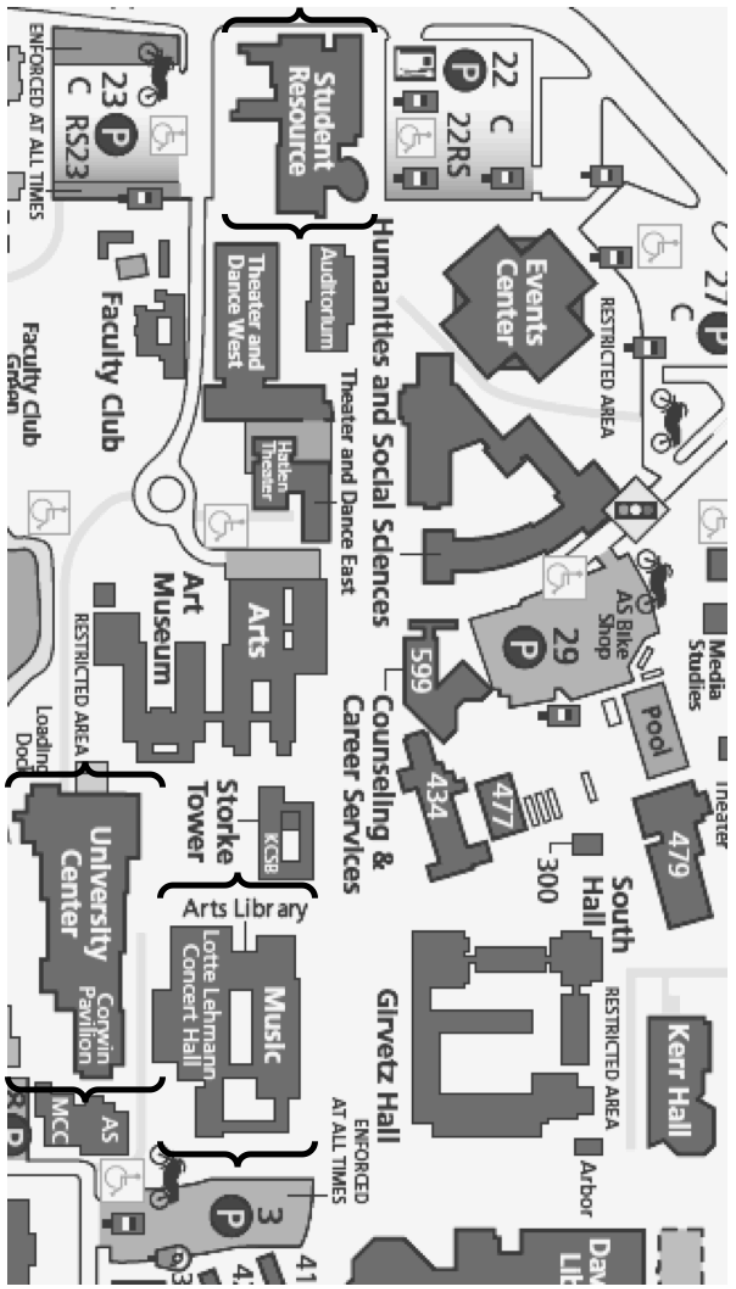 ENFORCED AT ALL TIMES
23 P
C RS23
Student
Resource
22
P
C
22RS
27 P
C
Events
Center
RESTRICTED AREA
Humanities and Social Sciences
Auditorium
Theater and
Dance West
Theater and Dance East
Hatlen
Theater
Faculty Club
Faculty Club
Green
Art
Museum
Arts
RESTRICTED AREA
Loading
Dock
AS Bike
Shop
29
P
Media
Studies
Pool
Theater
599
Counseling &
Career Services
434
477
479
300
South
Hall
Storke
Tower
KCSB
University
Center
Corwin
Pavilion
Arts Library
Music
Lotte Lehmann
Concert Hall
Girvetz Hall
RESTRICTED AREA
Kerr Hall
Arbor
AS
MCC
8 P
ENFORCED
AT ALL TIMES
3
P
41